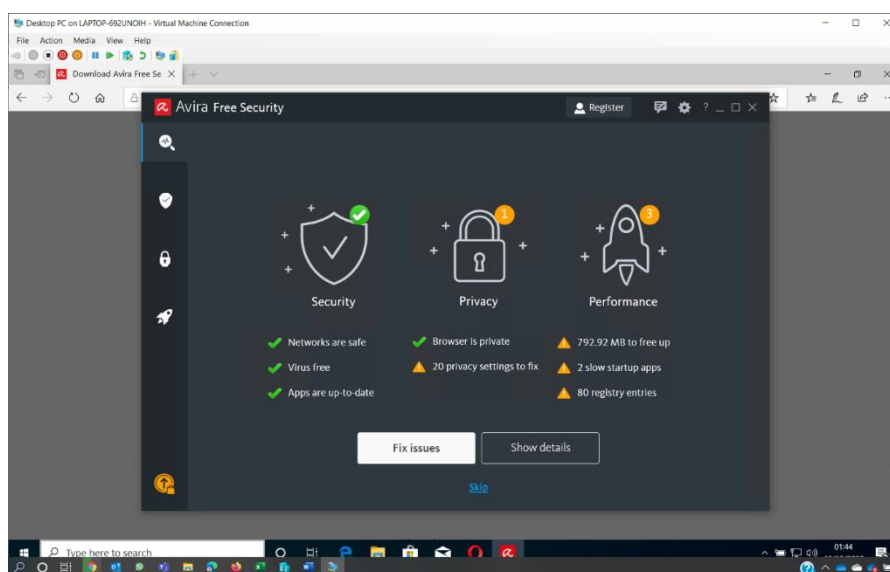 Desktop PC on LAPTOP-692UNOIH - Virtual Machine Connection
File Action Media View Help
Download Avira Free Se
Avira Free Security
Register
?
1
3
Security
Privacy
Performance
Networks are safe
Browser is private
792.92 MB to free up
Virus free
20 privacy settings to fix
2 slow startup apps
Apps are up-to-date
80 registry entries
Fix issues
Show details
Skip
Type here to search
01:44